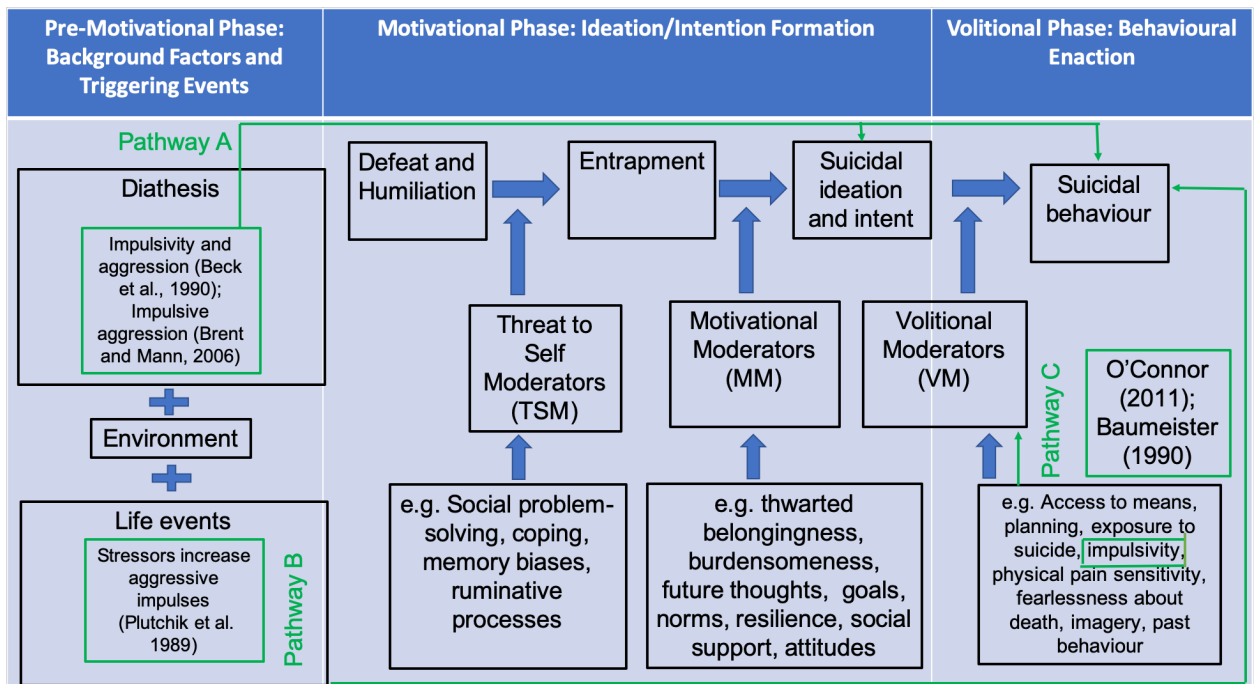 Pre-Motivational Phase:
Background Factors and
Triggering Events
Motivational Phase: Ideation/Intention Formation
Volitional Phase: Behavioural
Enaction
Pathway A
Diathesis
Impulsivity and
aggression (Beck
et al., 1990);
Impulsive
aggression (Brent
and Mann, 2006)
Environment
Life events
Stressors increase
aggressive
impulses
(Plutchik et al.
1989)
Pathway B
Defeat and
Humiliation
Entrapment
Suicidal
ideation
and intent
Threat to
Self
Moderators
(TSM)
Motivational
Moderators
(MM)
e.g. Social problem-
solving, coping,
memory biases,
ruminative
processes
e.g. thwarted
belongingness,
burdensomeness,
future thoughts, goals,
norms, resilience, social
support, attitudes
Suicidal
behaviour
Volitional
Moderators
(VM)
Pathway C
O’Connor
(2011);
Baumeister
(1990)
e.g. Access to means,
planning, exposure to
suicide, impulsivity,
physical pain sensitivity,
fearlessness about
death, imagery, past
behaviour